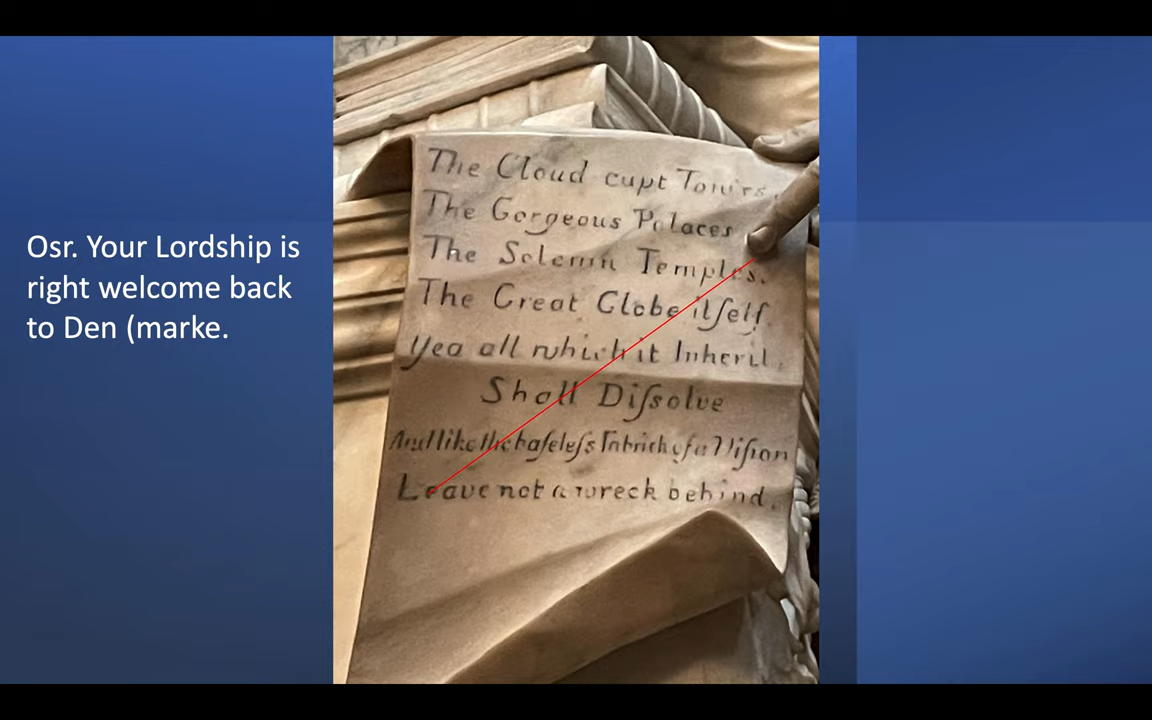 Osr. Your Lordship is
right welcome back
to Den (marke.
The Cloud cupt Tow'rs,
The Gorgeous Palaces
The Solemn Temples,
The Great Globe itſelf,
Yea all which it Inherit,
Shall Diſsolve
And like the baſeleſs Fabrick of a Viſion
Leave not a wreck behind.